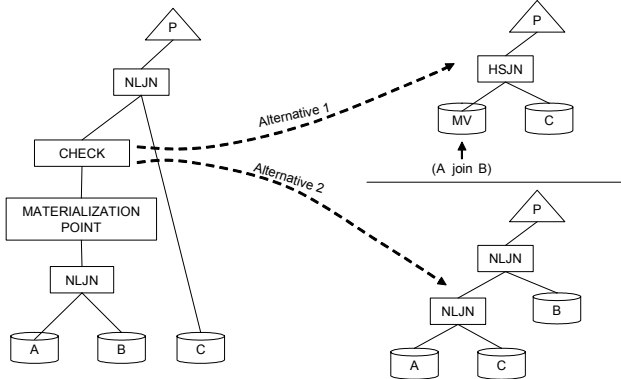 P
NLJN
CHECK
MATERIALIZATION
POINT
NLJN
A
B
C
Alternative 1
Alternative 2
P
HSJN
MV
C
(A join B)
P
NLJN
NLJN
B
A
C